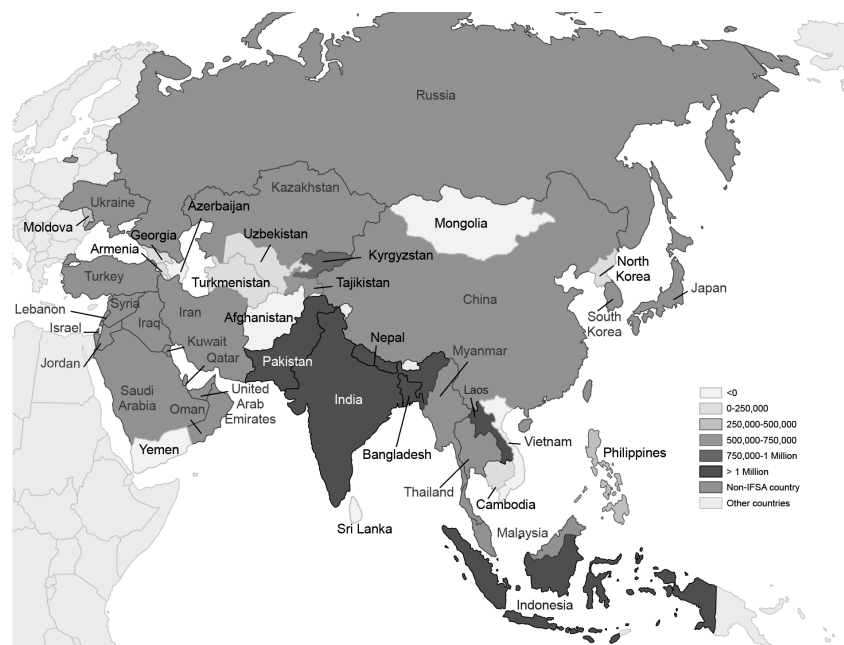 Russia
Kazakhstan
Ukraine
Azerbaijan
Moldova
Georgia
Uzbekistan
Mongolia
Armenia
Kyrgyzstan
North
Korea
Turkey
Turkmenistan
Tajikistan
Japan
China
Lebanon
Syria
Iran
Afghanistan
South
Korea
Israel
Iraq
Kuwait
Nepal
Jordan
Qatar
Pakistan
Myanmar
Saudi
Arabia
United
Arab
Emirates
India
Laos
Oman
Yemen
Bangladesh
Vietnam
Philippines
Thailand
Cambodia
Sri Lanka
Malaysia
Indonesia
<0
0-250,000
250,000-500,000
500,000-750,000
750,000-1 Million
> 1 Million
Non-IFSA country
Other countries